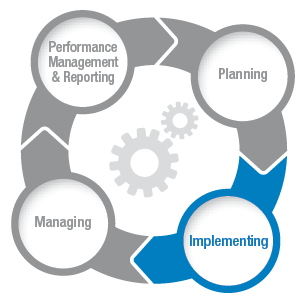 Performance
Management
& Reporting
Planning
Managing
Implementing